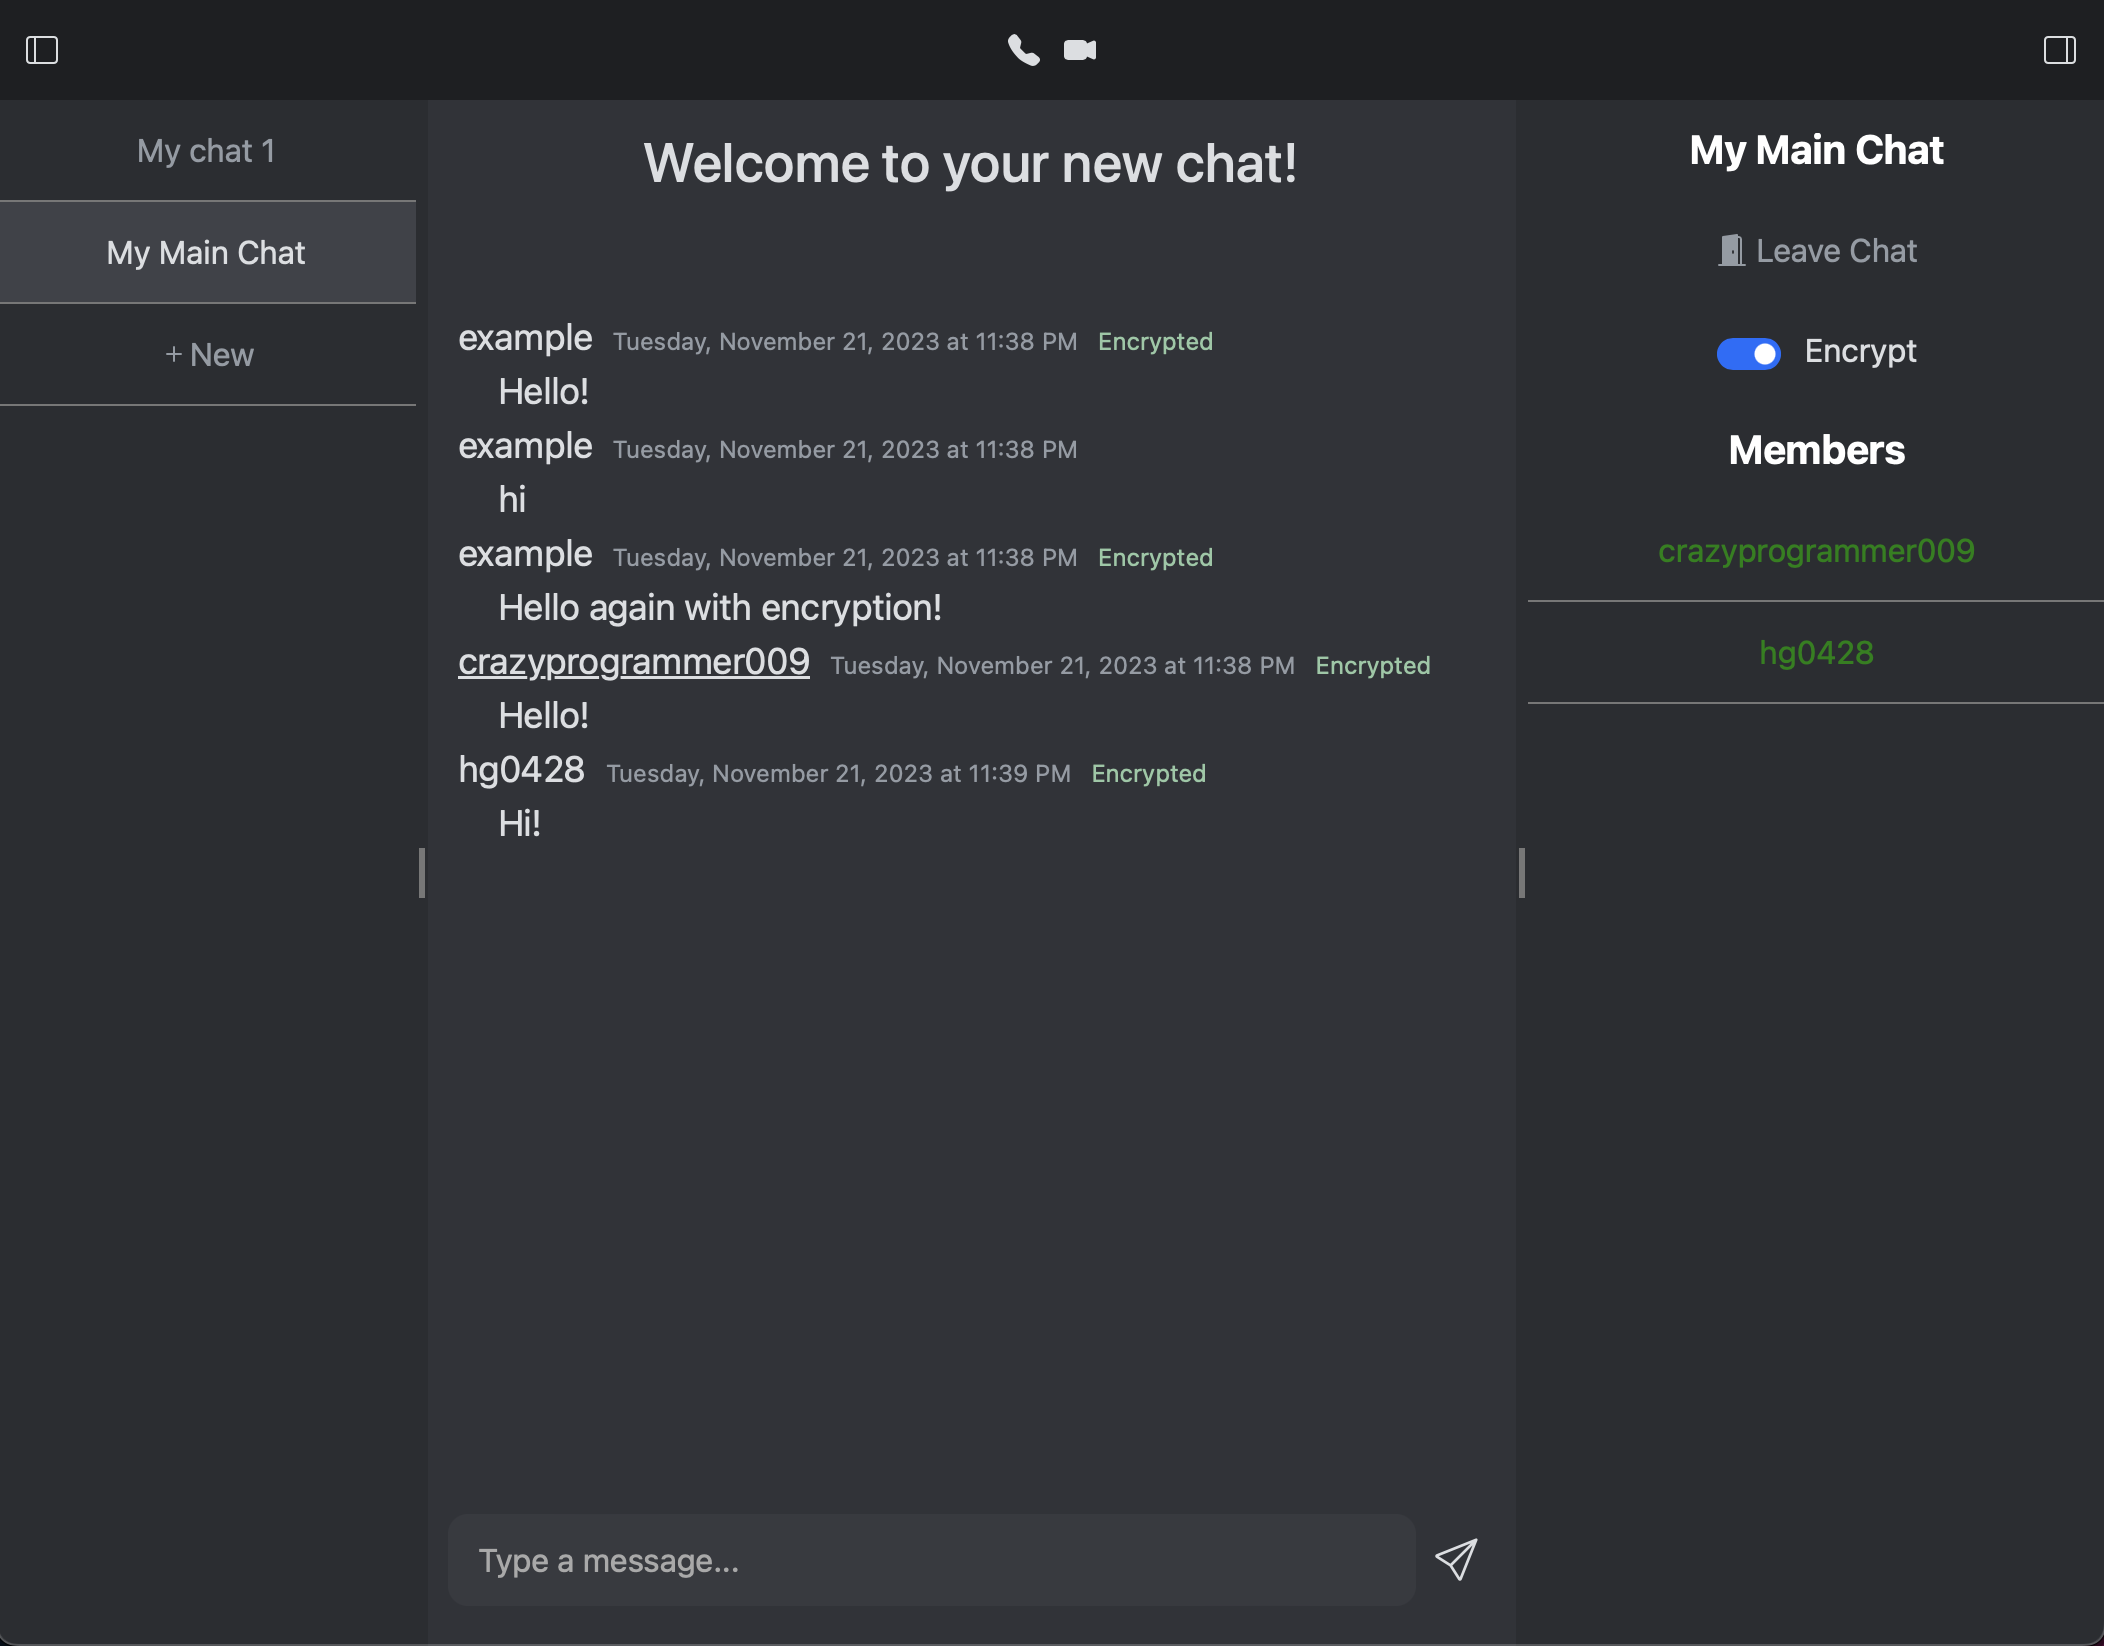 My chat 1
My Main Chat
+ New
Welcome to your new chat!
example Tuesday, November 21, 2023 at 11:38 PM Encrypted
Hello!
example Tuesday, November 21, 2023 at 11:38 PM
hi
example Tuesday, November 21, 2023 at 11:38 PM Encrypted
Hello again with encryption!
crazyprogrammer009 Tuesday, November 21, 2023 at 11:38 PM Encrypted
Hello!
hg0428 Tuesday, November 21, 2023 at 11:39 PM Encrypted
Hi!
Type a message...
My Main Chat
Leave Chat
Encrypt
Members
crazyprogrammer009
hg0428